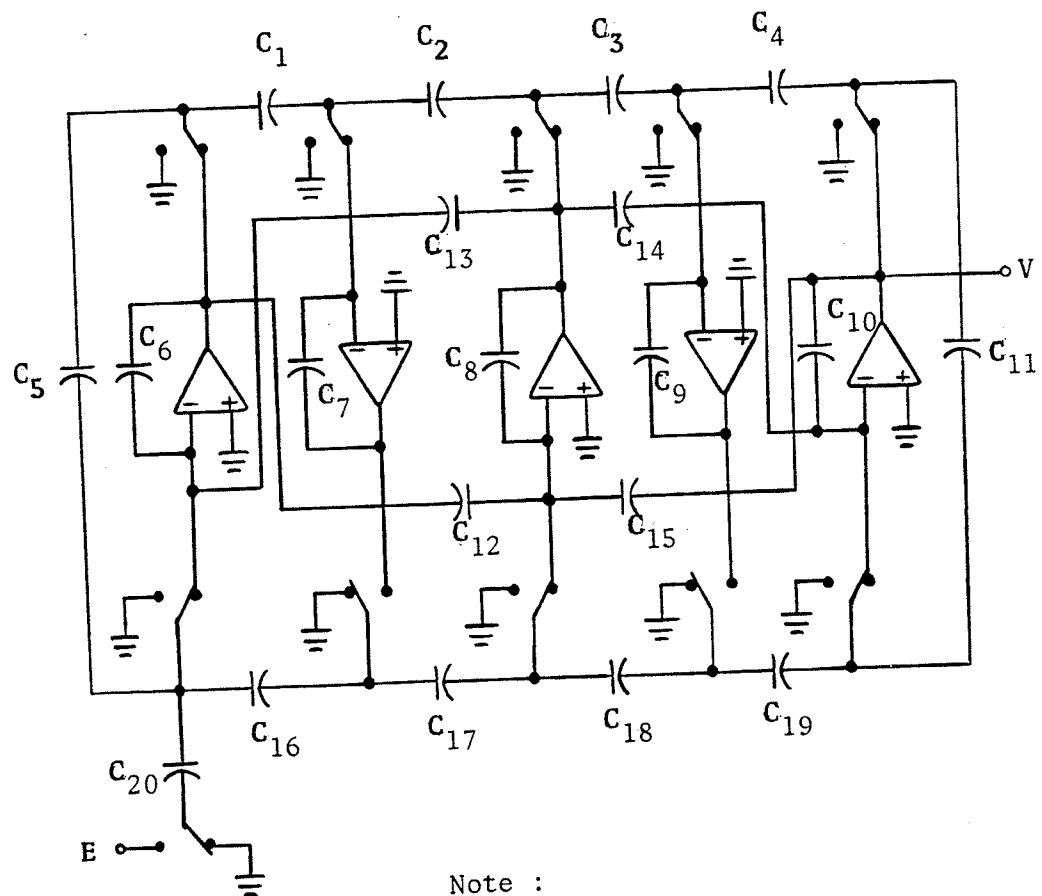 C1
C2
C3
C4
C13
C14
C5
C6
C7
C8
C9
C10
C11
V
- +
- +
- +
- +
- +
C12
C15
C16
C17
C18
C19
C20
E
Note :